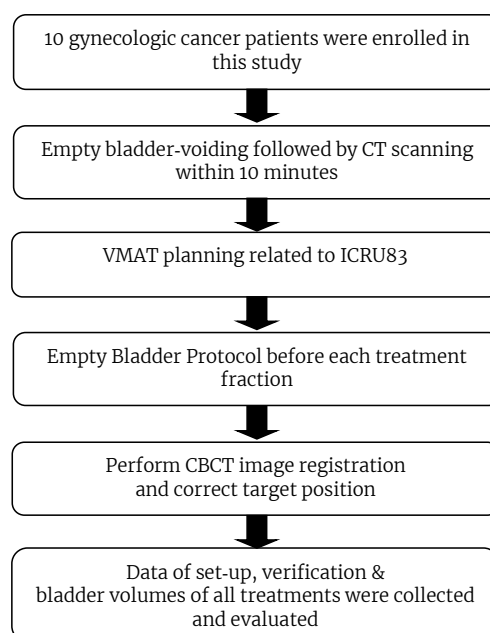 10 gynecologic cancer patients were enrolled in
this study
Empty bladder-voiding followed by CT scanning
within 10 minutes
VMAT planning related to ICRU83
Empty Bladder Protocol before each treatment
fraction
Perform CBCT image registration
and correct target position
Data of set-up, verification &
bladder volumes of all treatments were collected
and evaluated